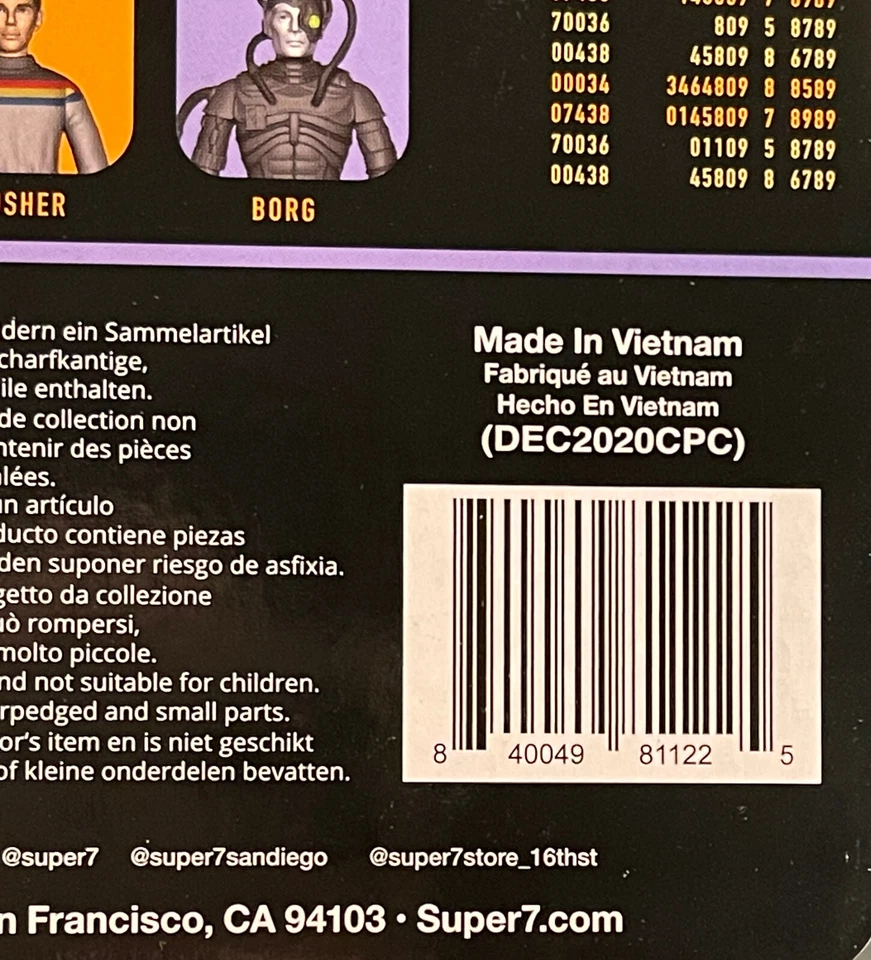 70036 809 5 8789
00438 45809 8 6789
00034 3464809 8 8589
07438 0145809 7 8989
70036 01109 5 8789
00438 45809 8 6789
SHER
BORG
dern ein Sammelartikel
charfkantige,
ile enthalten.
de collection non
ntenir des pièces
lées.
un artículo
ducto contiene piezas
den suponer riesgo de asfixia.
getto da collezione
uò rompersi,
molto piccole.
nd not suitable for children.
rpedged and small parts.
or's item en is niet geschikt
of kleine onderdelen bevatten.
Made In Vietnam
Fabriqué au Vietnam
Hecho En Vietnam
(DEC2020CPC)
8 40049 81122 5
@super7 @super7sandiego @super7store_16thst
n Francisco, CA 94103 • Super7.com